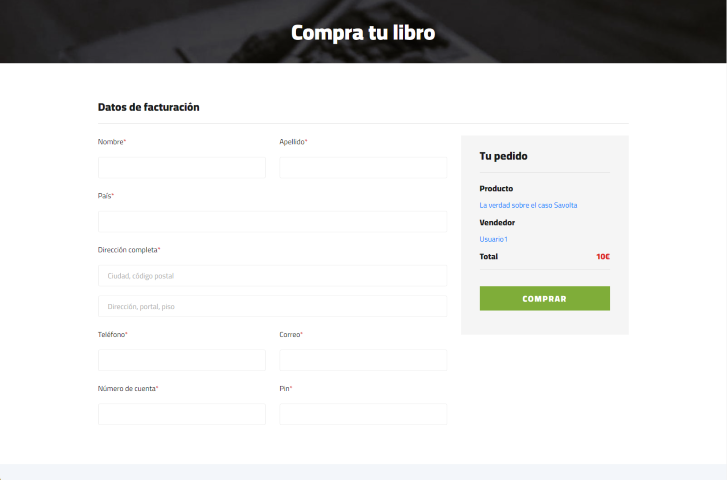 Compra tu libro
Datos de facturación
Nombre*
Apellido*
País*
Dirección completa*
Ciudad, código postal
Dirección, portal, piso
Teléfono*
Correo*
Número de cuenta*
Pin*
Tu pedido
Producto
La verdad sobre el caso Savolta
Vendedor
Usuario1
Total 10€
COMPRAR